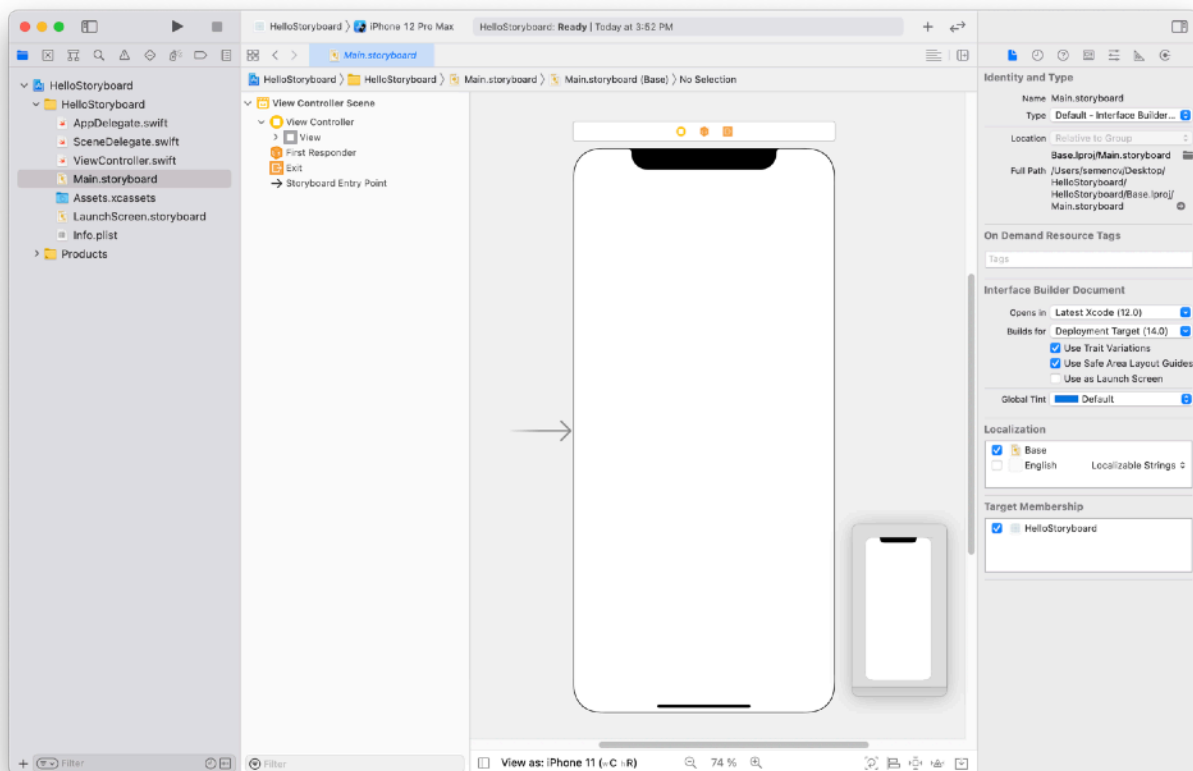 HelloStoryboard 〉 iPhone 12 Pro Max
HelloStoryboard: Ready | Today at 3:52 PM
Main.storyboard
HelloStoryboard 〉 HelloStoryboard 〉 Main.storyboard 〉 Main.storyboard (Base) 〉 No Selection
HelloStoryboard
HelloStoryboard
AppDelegate.swift
SceneDelegate.swift
ViewController.swift
Main.storyboard
Assets.xcassets
LaunchScreen.storyboard
Info.plist
Products
Filter
View Controller Scene
View Controller
View
First Responder
Exit
Storyboard Entry Point
Filter
View as: iPhone 11 (wC hR)
74%
Identity and Type
Name Main.storyboard
Type Default - Interface Builder...
Location Relative to Group
Base.lproj/Main.storyboard
Full Path /Users/semenov/Desktop/
HelloStoryboard/
HelloStoryboard/Base.lproj/
Main.storyboard
On Demand Resource Tags
Tags
Interface Builder Document
Opens in Latest Xcode (12.0)
Builds for Deployment Target (14.0)
Use Trait Variations
Use Safe Area Layout Guides
Use as Launch Screen
Global Tint Default
Localization
Base
English Localizable Strings
Target Membership
HelloStoryboard